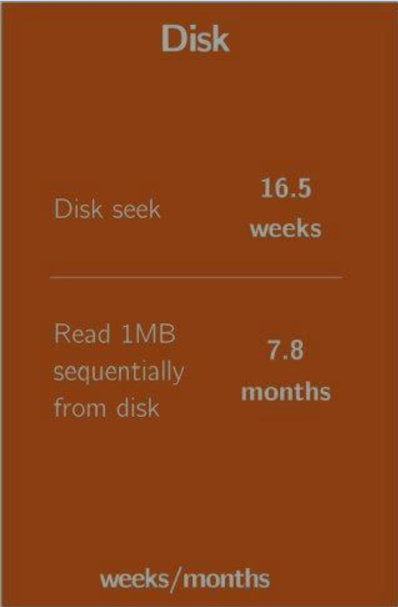 Disk
Disk seek
16.5
weeks
Read 1MB
sequentially
from disk
7.8
months
weeks/months